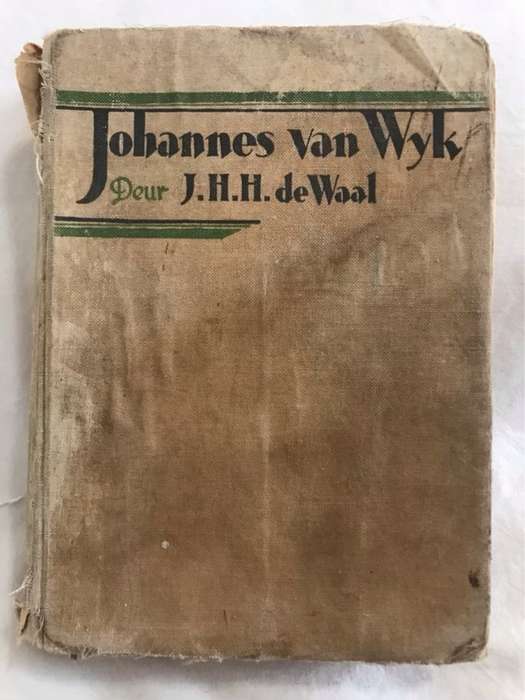 Johannes van Wyk
Deur J.H.H. de Waal